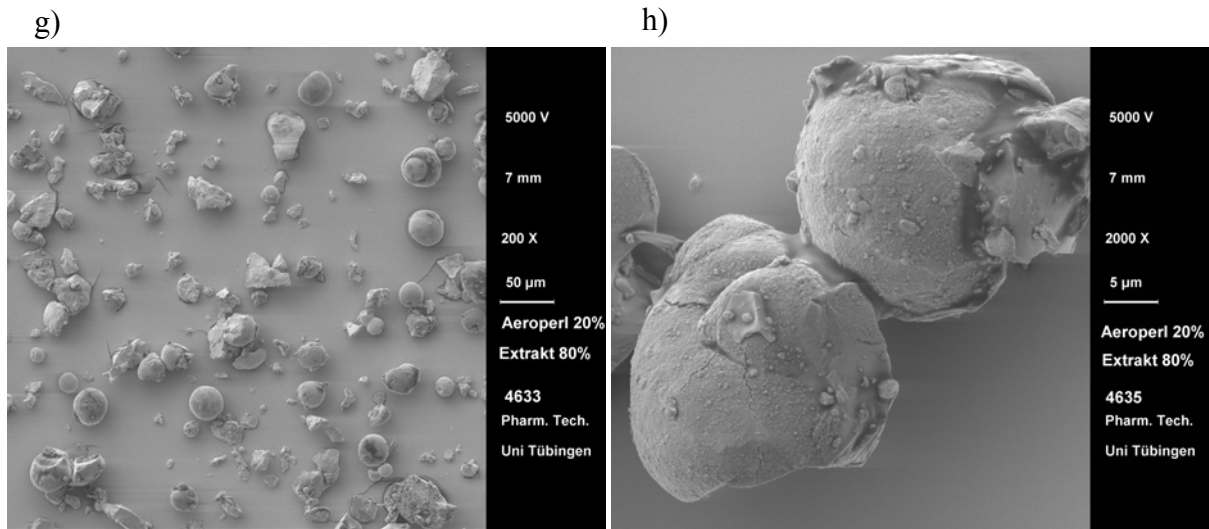 g)
h)
5000 V
7 mm
200 X
50 µm
Aeroperl 20%
Extrakt 80%
4633
Pharm. Tech.
Uni Tübingen
5000 V
7 mm
2000 X
5 µm
Aeroperl 20%
Extrakt 80%
4635
Pharm. Tech.
Uni Tübingen